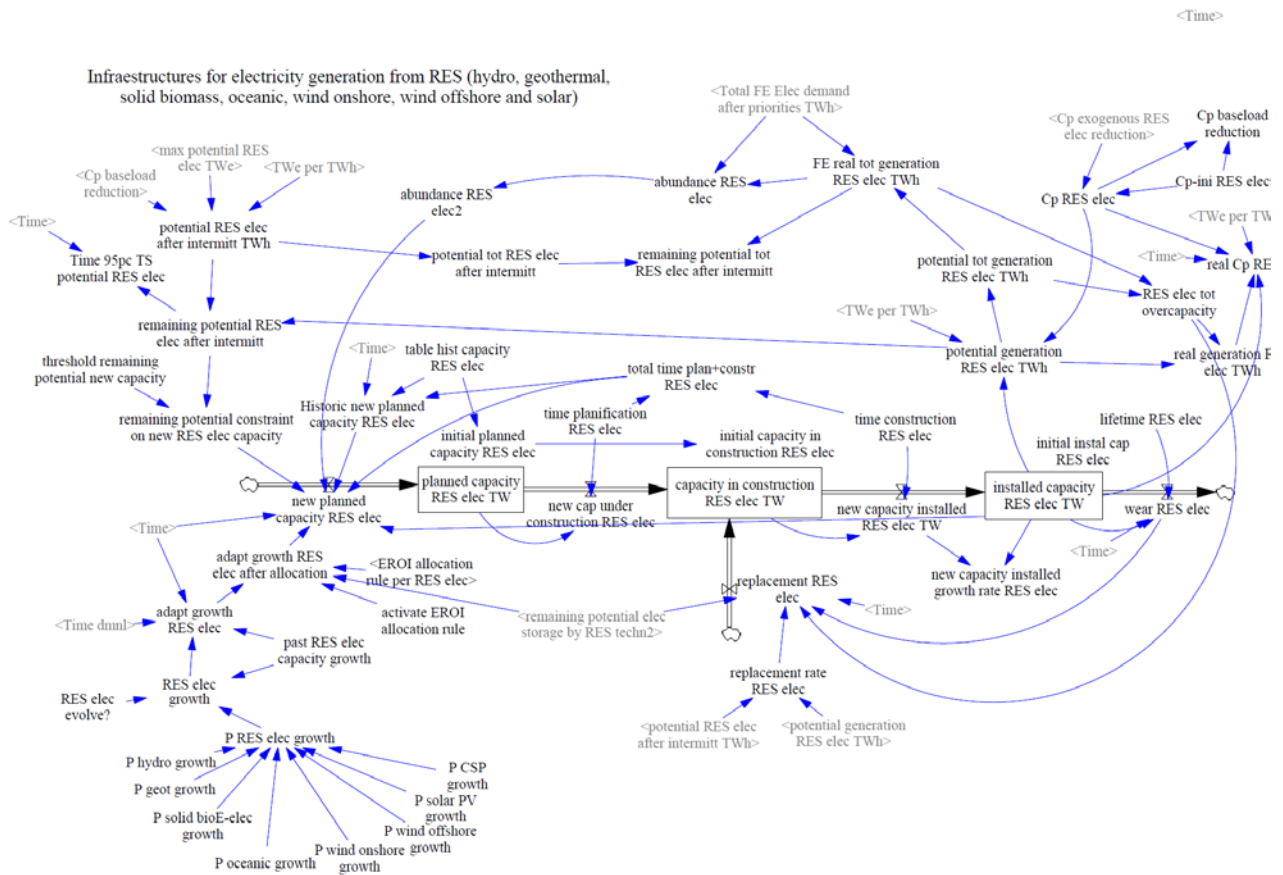 <Time>
Infraestructures for electricity generation from RES (hydro, geothermal,
solid biomass, oceanic, wind onshore, wind offshore and solar)
<Total FE Elec demand
after priorities TWh>
<Cp exogenous RES
elec reduction>
Cp baseload
reduction
<max potential RES
elec TWe>
<Cp baseload
reduction>
<TWe per TWh>
FE real tot generation
RES elec TWh
abundance RES
elec
abundance RES
elec2
Cp-ini RES elec
Cp RES elec
<Time>
potential RES elec
after intermitt TWh
<TWe per TW
Time 95pc TS
potential RES elec
potential tot RES elec
after intermitt
remaining potential tot
RES elec after intermitt
potential tot generation
RES elec TWh
<Time>
real Cp RE
RES elec tot
overcapacity
<TWe per TWh>
remaining potential RES
elec after intermitt
threshold remaining
potential new capacity
<Time>
table hist capacity
RES elec
total time plan+constr
RES elec
potential generation
RES elec TWh
real generation F
elec TWh
Historic new planned
capacity RES elec
time planification
RES elec
time construction
RES elec
lifetime RES elec
remaining potential constraint
on new RES elec capacity
initial planned
capacity RES elec
initial capacity in
construction RES elec
initial instal cap
RES elec
planned capacity
RES elec TW
capacity in construction
RES elec TW
installed capacity
RES elec TW
new planned
capacity RES elec
new cap under
construction RES elec
new capacity installed
RES elec TW
wear RES elec
<Time>
<Time>
adapt growth RES
elec after allocation
<EROI allocation
rule per RES elec>
new capacity installed
growth rate RES elec
replacement RES
elec
<Time>
activate EROI
allocation rule
<remaining potential elec
storage by RES techn2>
adapt growth
RES elec
<Time dmnl>
past RES elec
capacity growth
RES elec
growth
RES elec
evolve?
replacement rate
RES elec
<potential RES elec
after intermitt TWh>
<potential generation
RES elec TWh>
P RES elec growth
P hydro growth
P geot growth
P solid bioE-elec
growth
P oceanic growth
P wind onshore
growth
P wind offshore
growth
P solar PV
growth
P CSP
growth